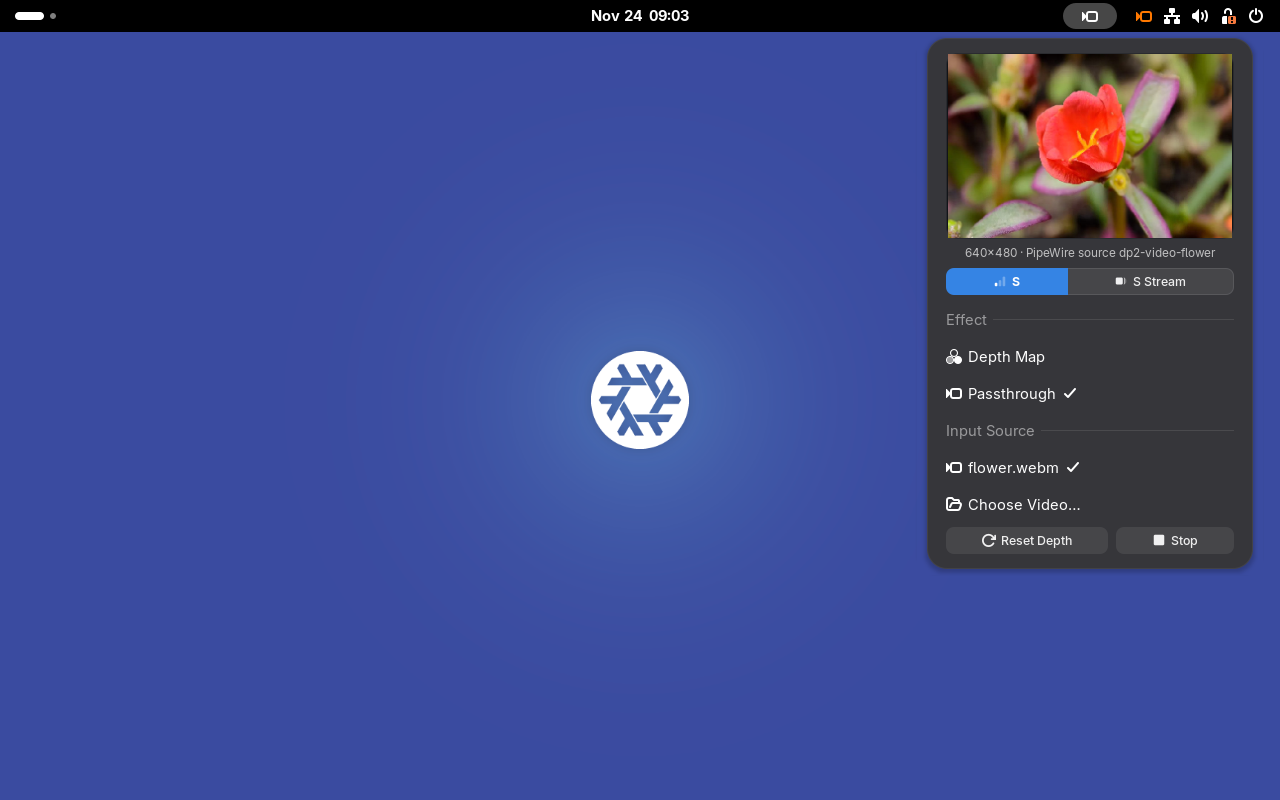 Nov 24 09:03
640×480 · PipeWire source dp2-video-flower
S
S Stream
Effect
Depth Map
Passthrough
Input Source
flower.webm
Choose Video...
Reset Depth
Stop